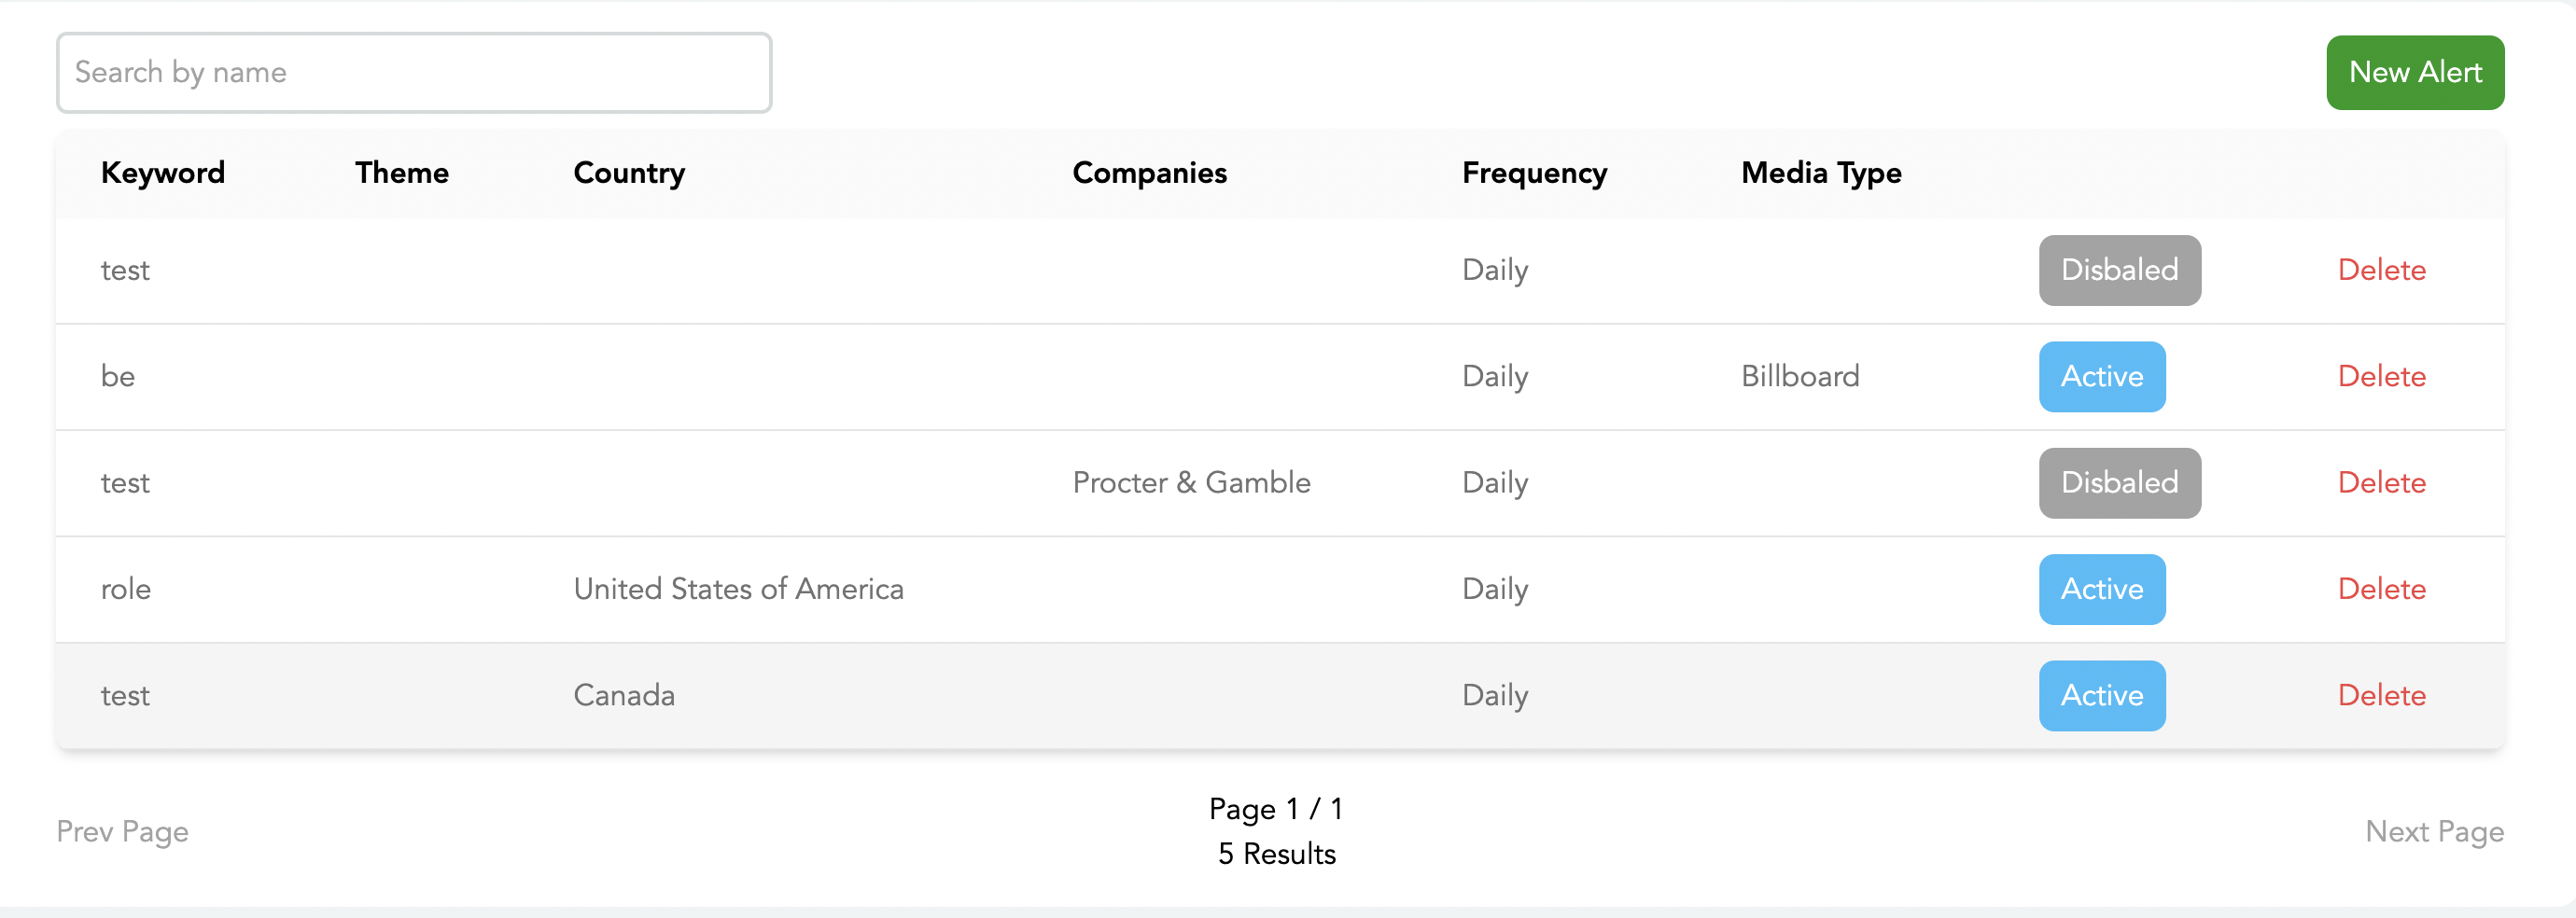 Search by name
New Alert
Keyword Theme Country Companies Frequency Media Type
test Daily Disbaled Delete
be Daily Billboard Active Delete
test Procter & Gamble Daily Disbaled Delete
role United States of America Daily Active Delete
test Canada Daily Active Delete
Page 1 / 1
Prev Page Next Page
5 Results